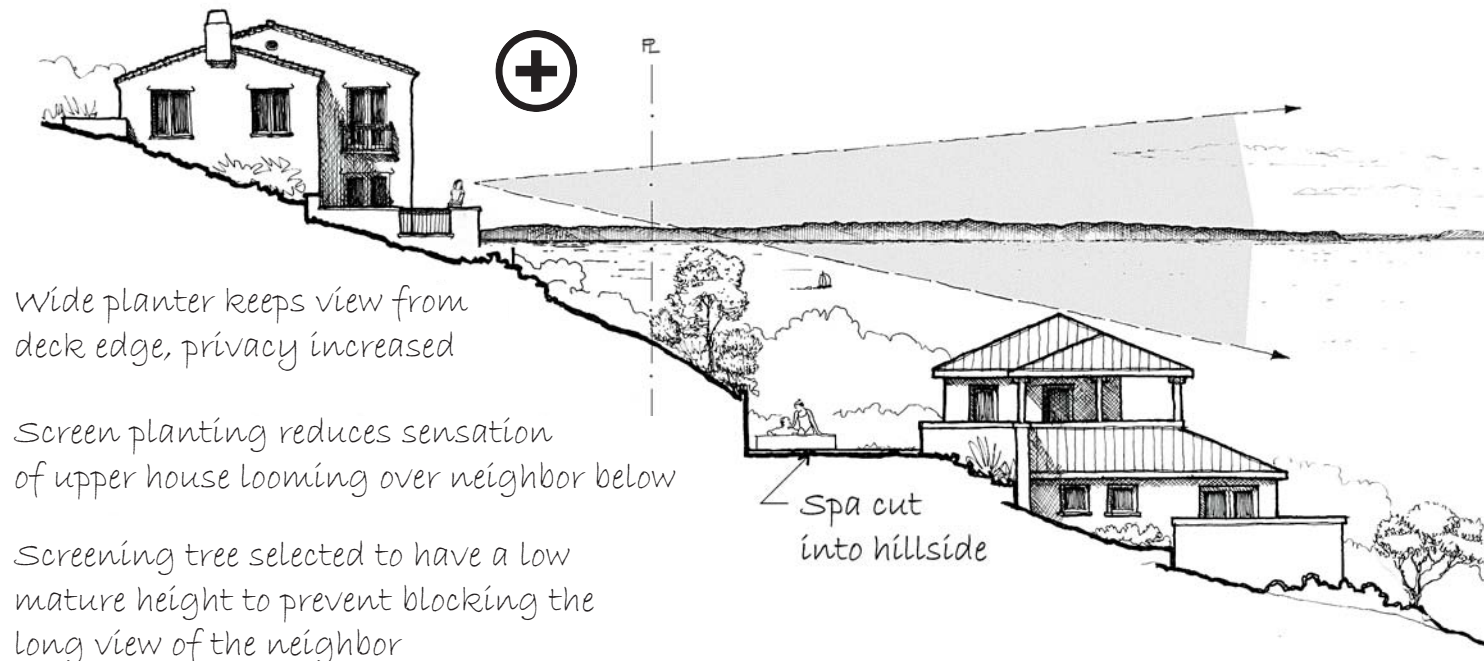 PL
Wide planter keeps view from
deck edge, privacy increased
Screen planting reduces sensation
of upper house looming over neighbor below
Spa cut
into hillside
Screening tree selected to have a low
mature height to prevent blocking the
long view of the neighbor